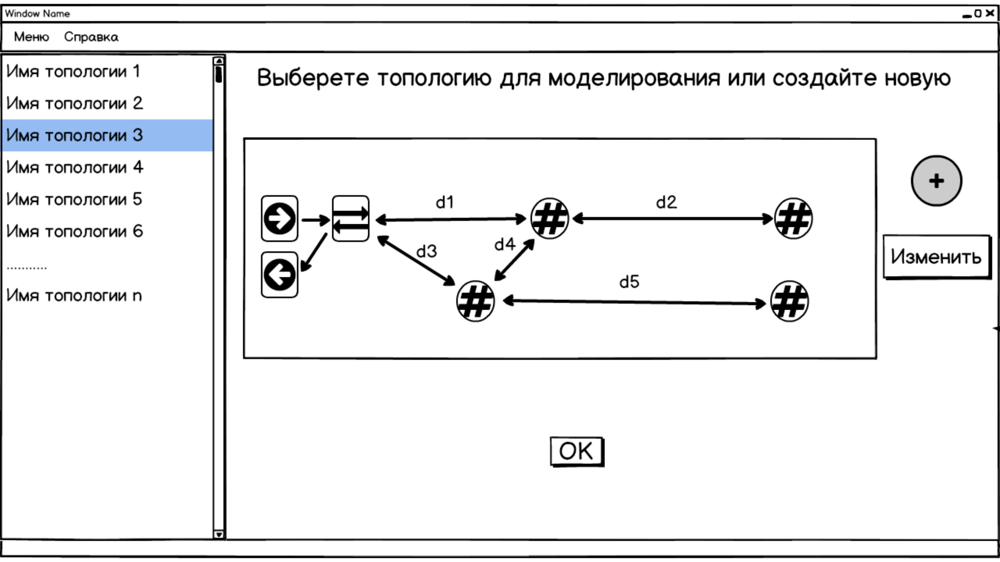 Window Name
Меню Справка
Имя топологии 1
Имя топологии 2
Имя топологии 3
Имя топологии 4
Имя топологии 5
Имя топологии 6
...........
Имя топологии n
Выберете топологию для моделирования или создайте новую
d1
d2
d3
d4
d5
+
Изменить
OK